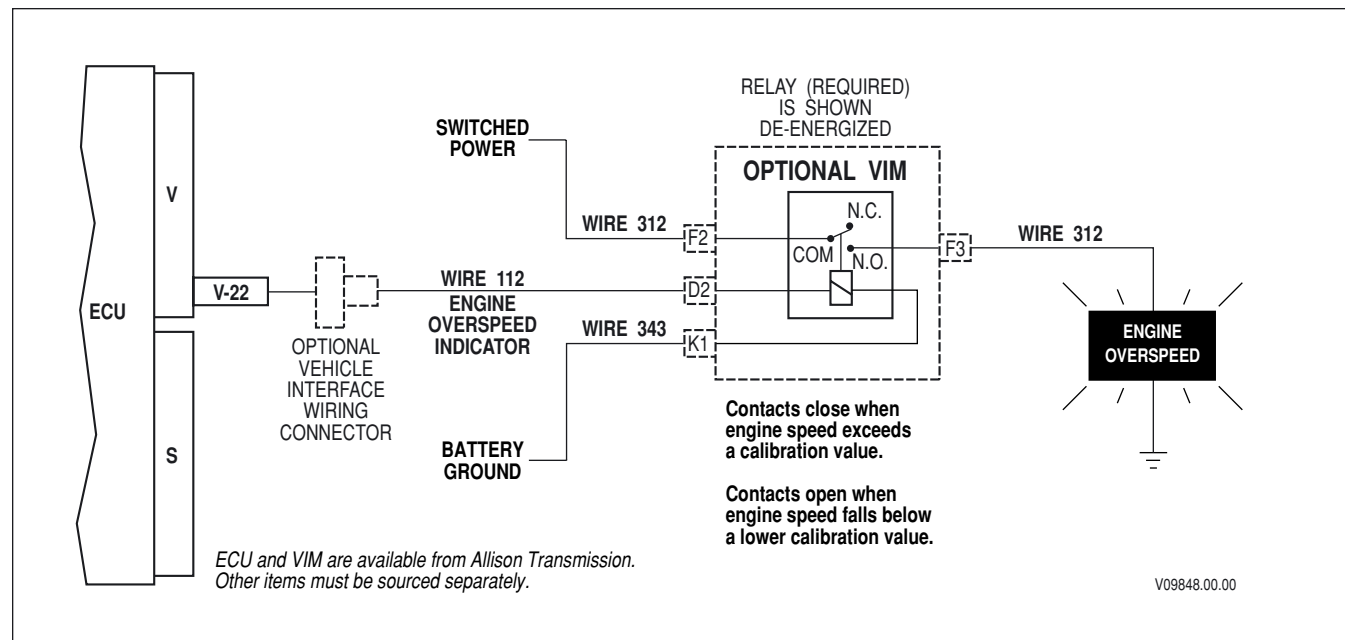 RELAY (REQUIRED)
IS SHOWN
DE-ENERGIZED
SWITCHED
POWER
OPTIONAL VIM
V
N.C.
WIRE 312
F2
COM
N.O.
F3
WIRE 312
ECU
V-22
WIRE 112
D2
ENGINE
OVERSPEED
INDICATOR
WIRE 343
K1
ENGINE
OVERSPEED
OPTIONAL
VEHICLE
INTERFACE
WIRING
CONNECTOR
S
BATTERY
GROUND
Contacts close when
engine speed exceeds
a calibration value.
Contacts open when
engine speed falls below
a lower calibration value.
ECU and VIM are available from Allison Transmission.
Other items must be sourced separately.
V09848.00.00